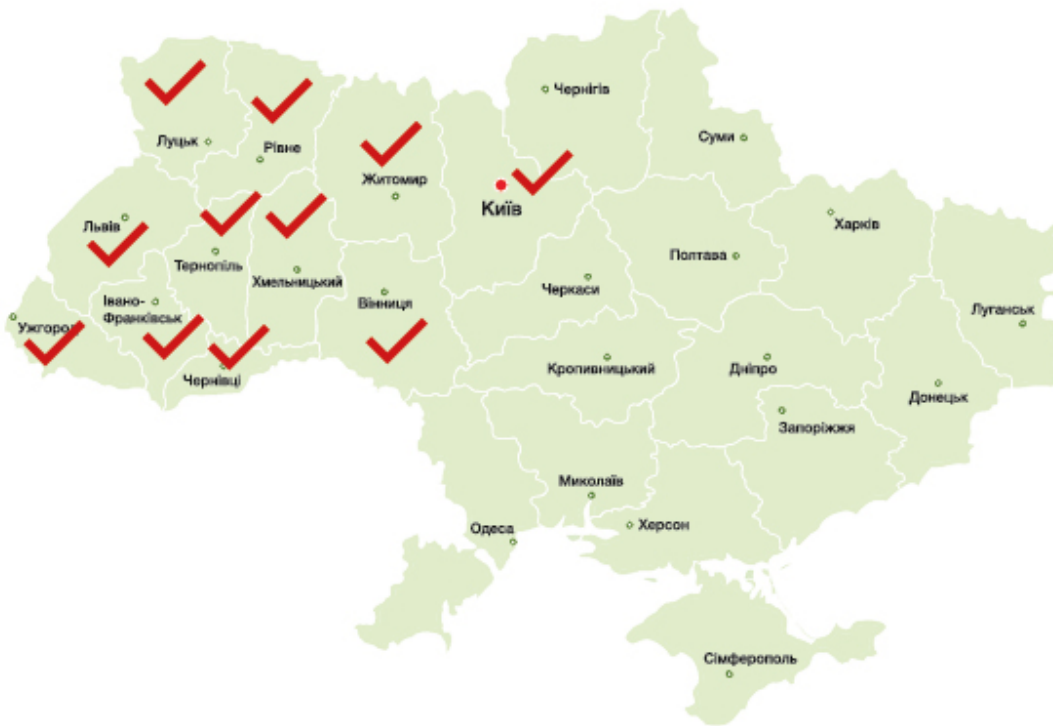 Чернігів
Луцьк
Рівне
Суми
Житомир
Київ
Львів
Харків
Тернопіль
Хмельницький
Полтава
Черкаси
Вінниця
Івано-
Франківськ
Ужгород
Луганськ
Чернівці
Кропивницький
Дніпро
Донецьк
Запоріжжя
Миколаїв
Херсон
Одеса
Сімферополь